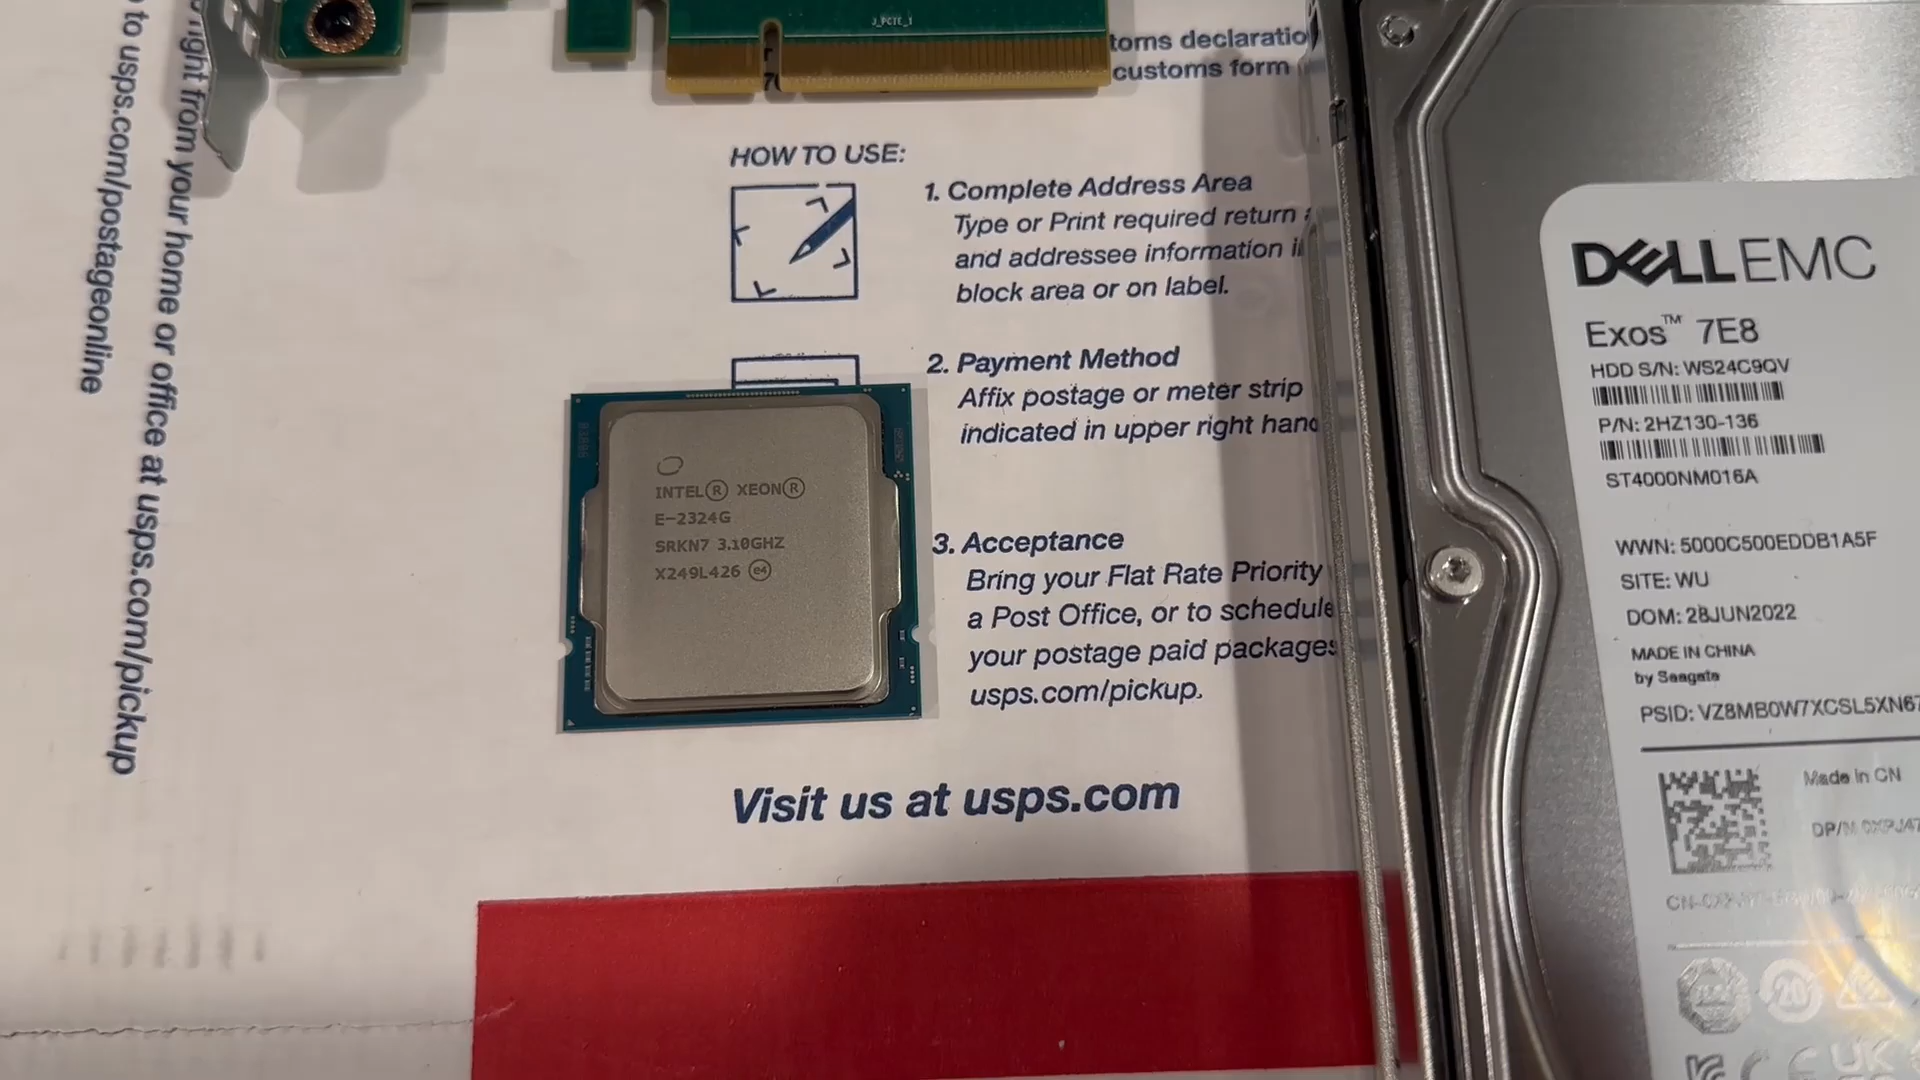 to usps.com/postageonline
right from your home or office at usps.com/pickup
J_PCIE_1
customs form
HOW TO USE:
1. Complete Address Area
Type or Print required return
and addressee information
block area or on label.
2. Payment Method
Affix postage or meter strip
indicated in upper right
3. Acceptance
Bring your Flat Rate Priority
a Post Office, or to schedule
your postage paid packages
usps.com/pickup.
Visit us at usps.com
INTEL® XEON®
E-2324G
SRKN7 3.10GHZ
X249L426 e4
DELLEMC
Exos™ 7E8
HDD S/N: WS24C9QV
P/N: 2HZ130-136
ST4000NM016A
WWN: 5000C500EDDB1A5F
SITE: WU
DOM: 28JUN2022
MADE IN CHINA
by Seagate
PSID: VZ8MB0W7XCSL5XN67
Made in CN
20
UK